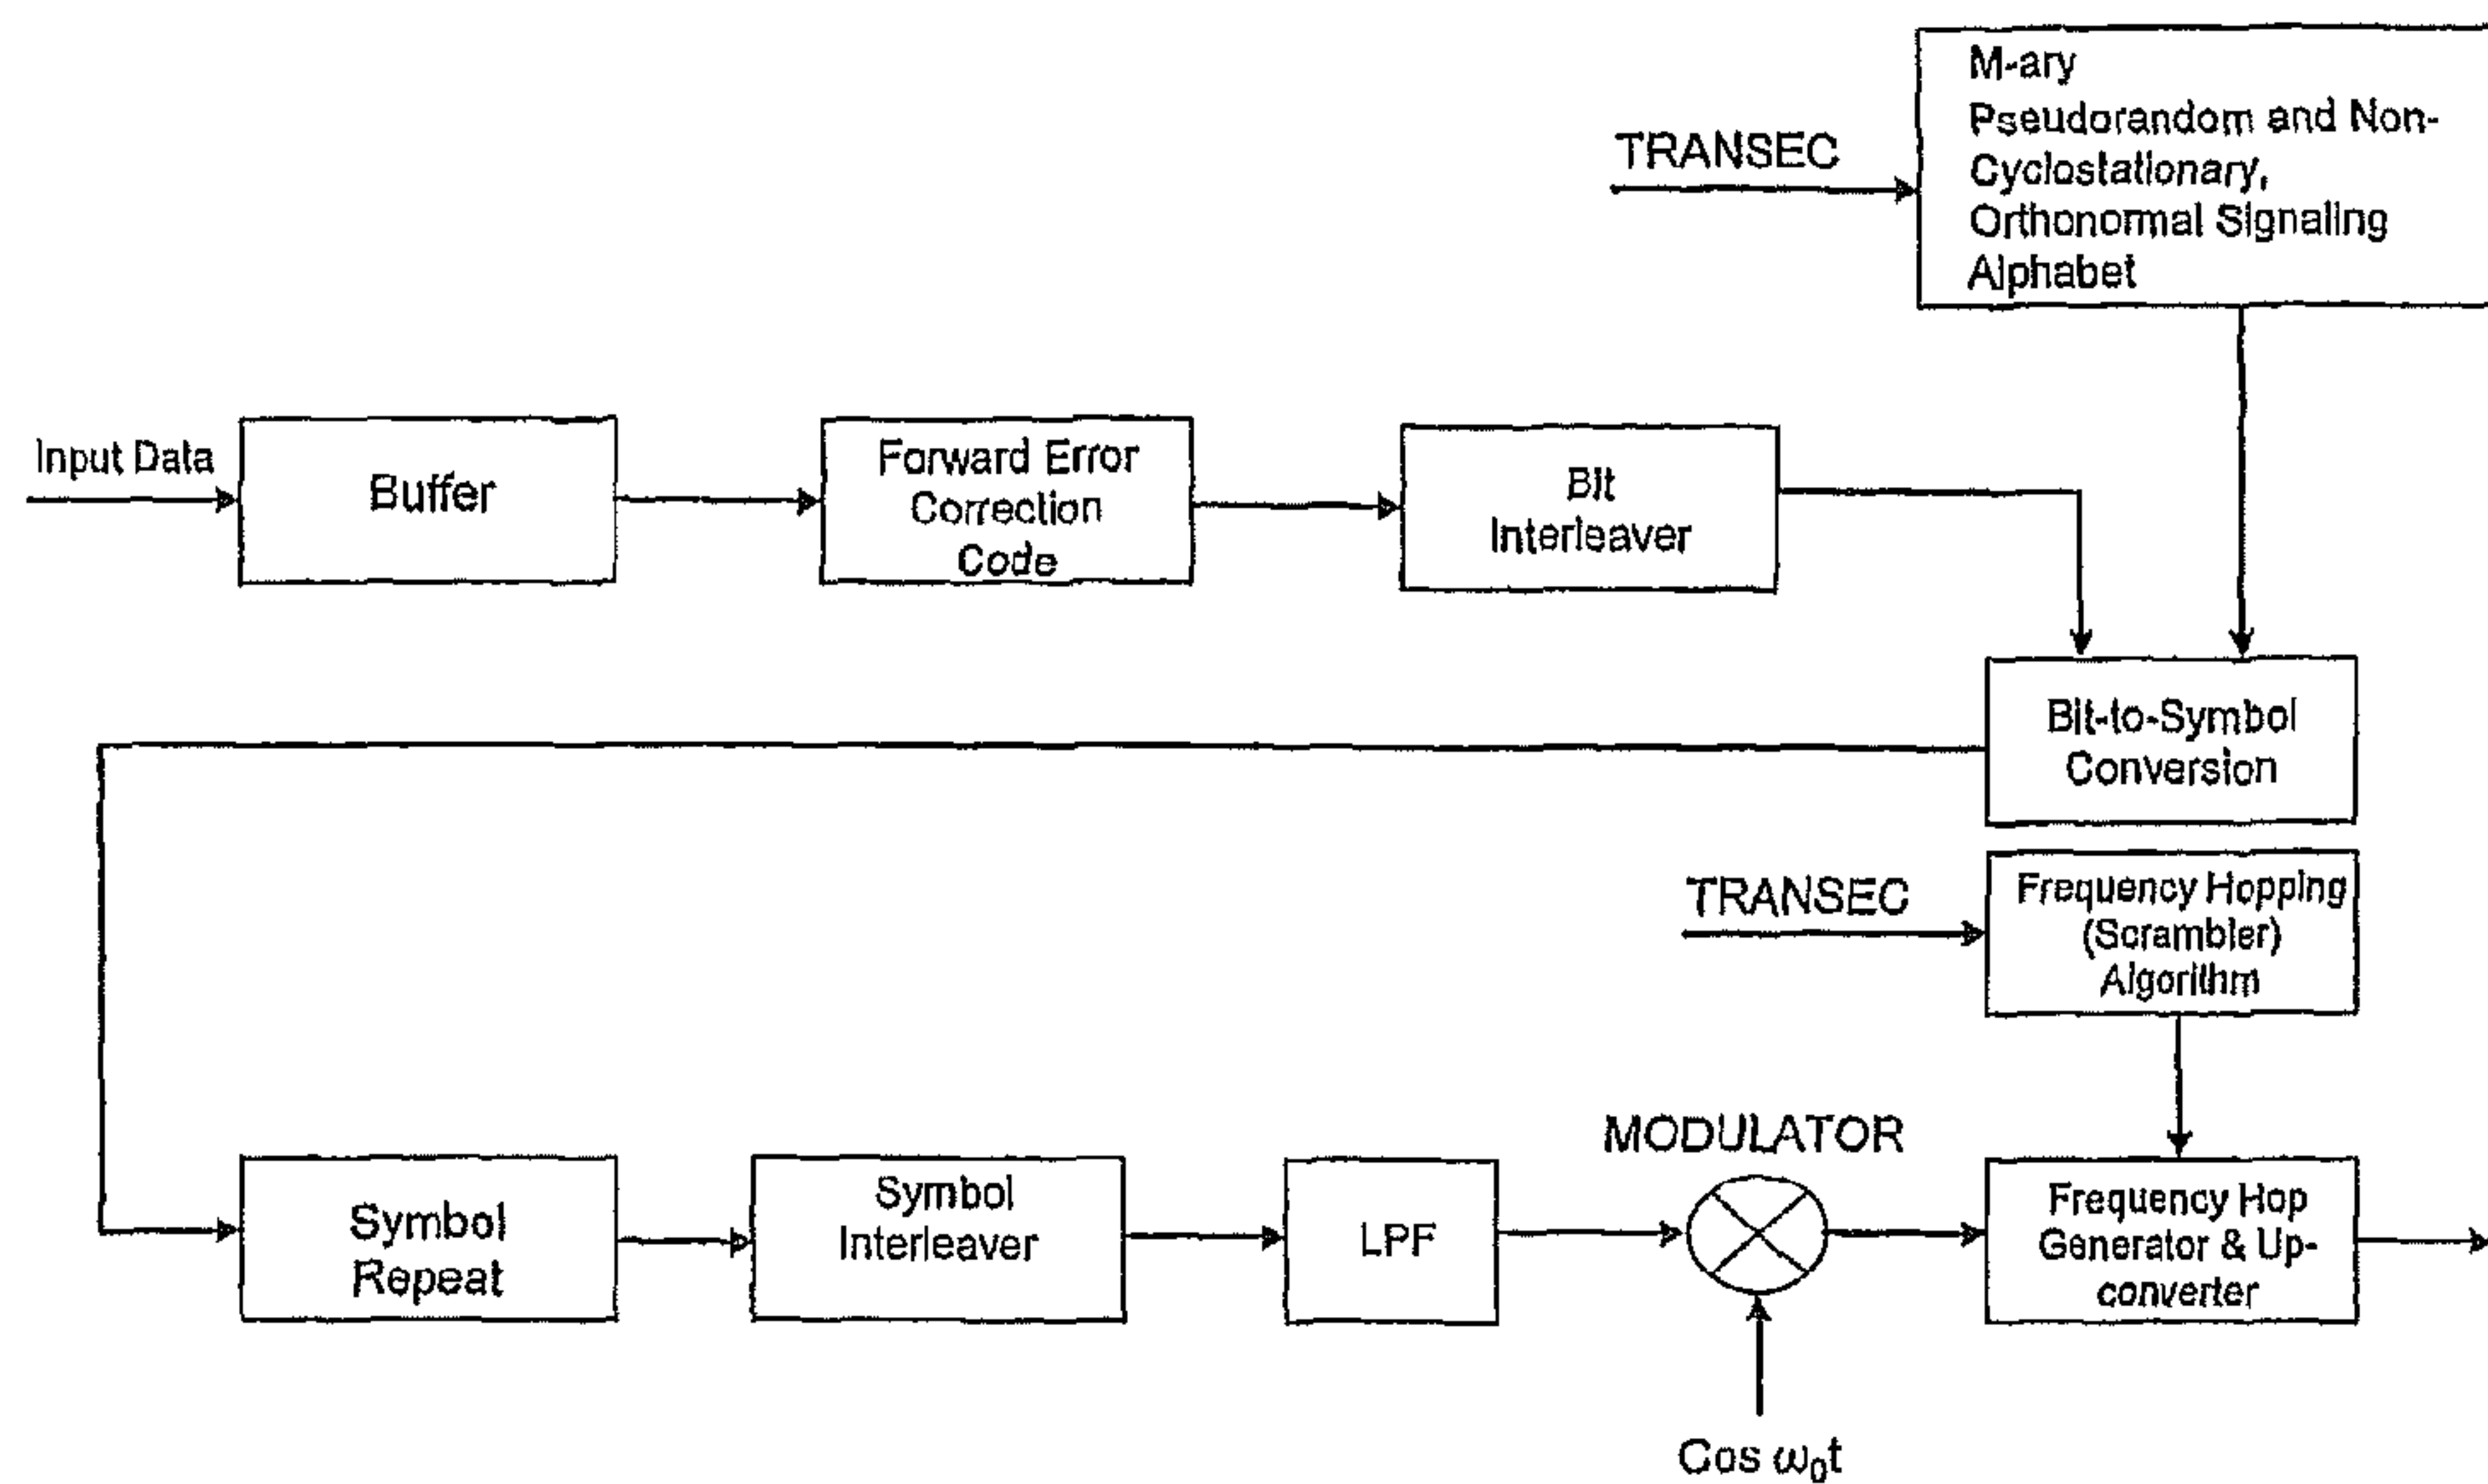 M-ary
Pseudorandom and Non-
Cyclostationary,
Orthonormal Signaling
Alphabet
TRANSEC
Input Data
Buffer
Forward Error
Correction
Code
Bit
Interleaver
Bit-to-Symbol
Conversion
TRANSEC
Frequency Hopping
(Scrambler)
Algorithm
Symbol
Repeat
Symbol
Interleaver
LPF
MODULATOR
Frequency Hop
Generator & Up-
converter
Cos ω₀t